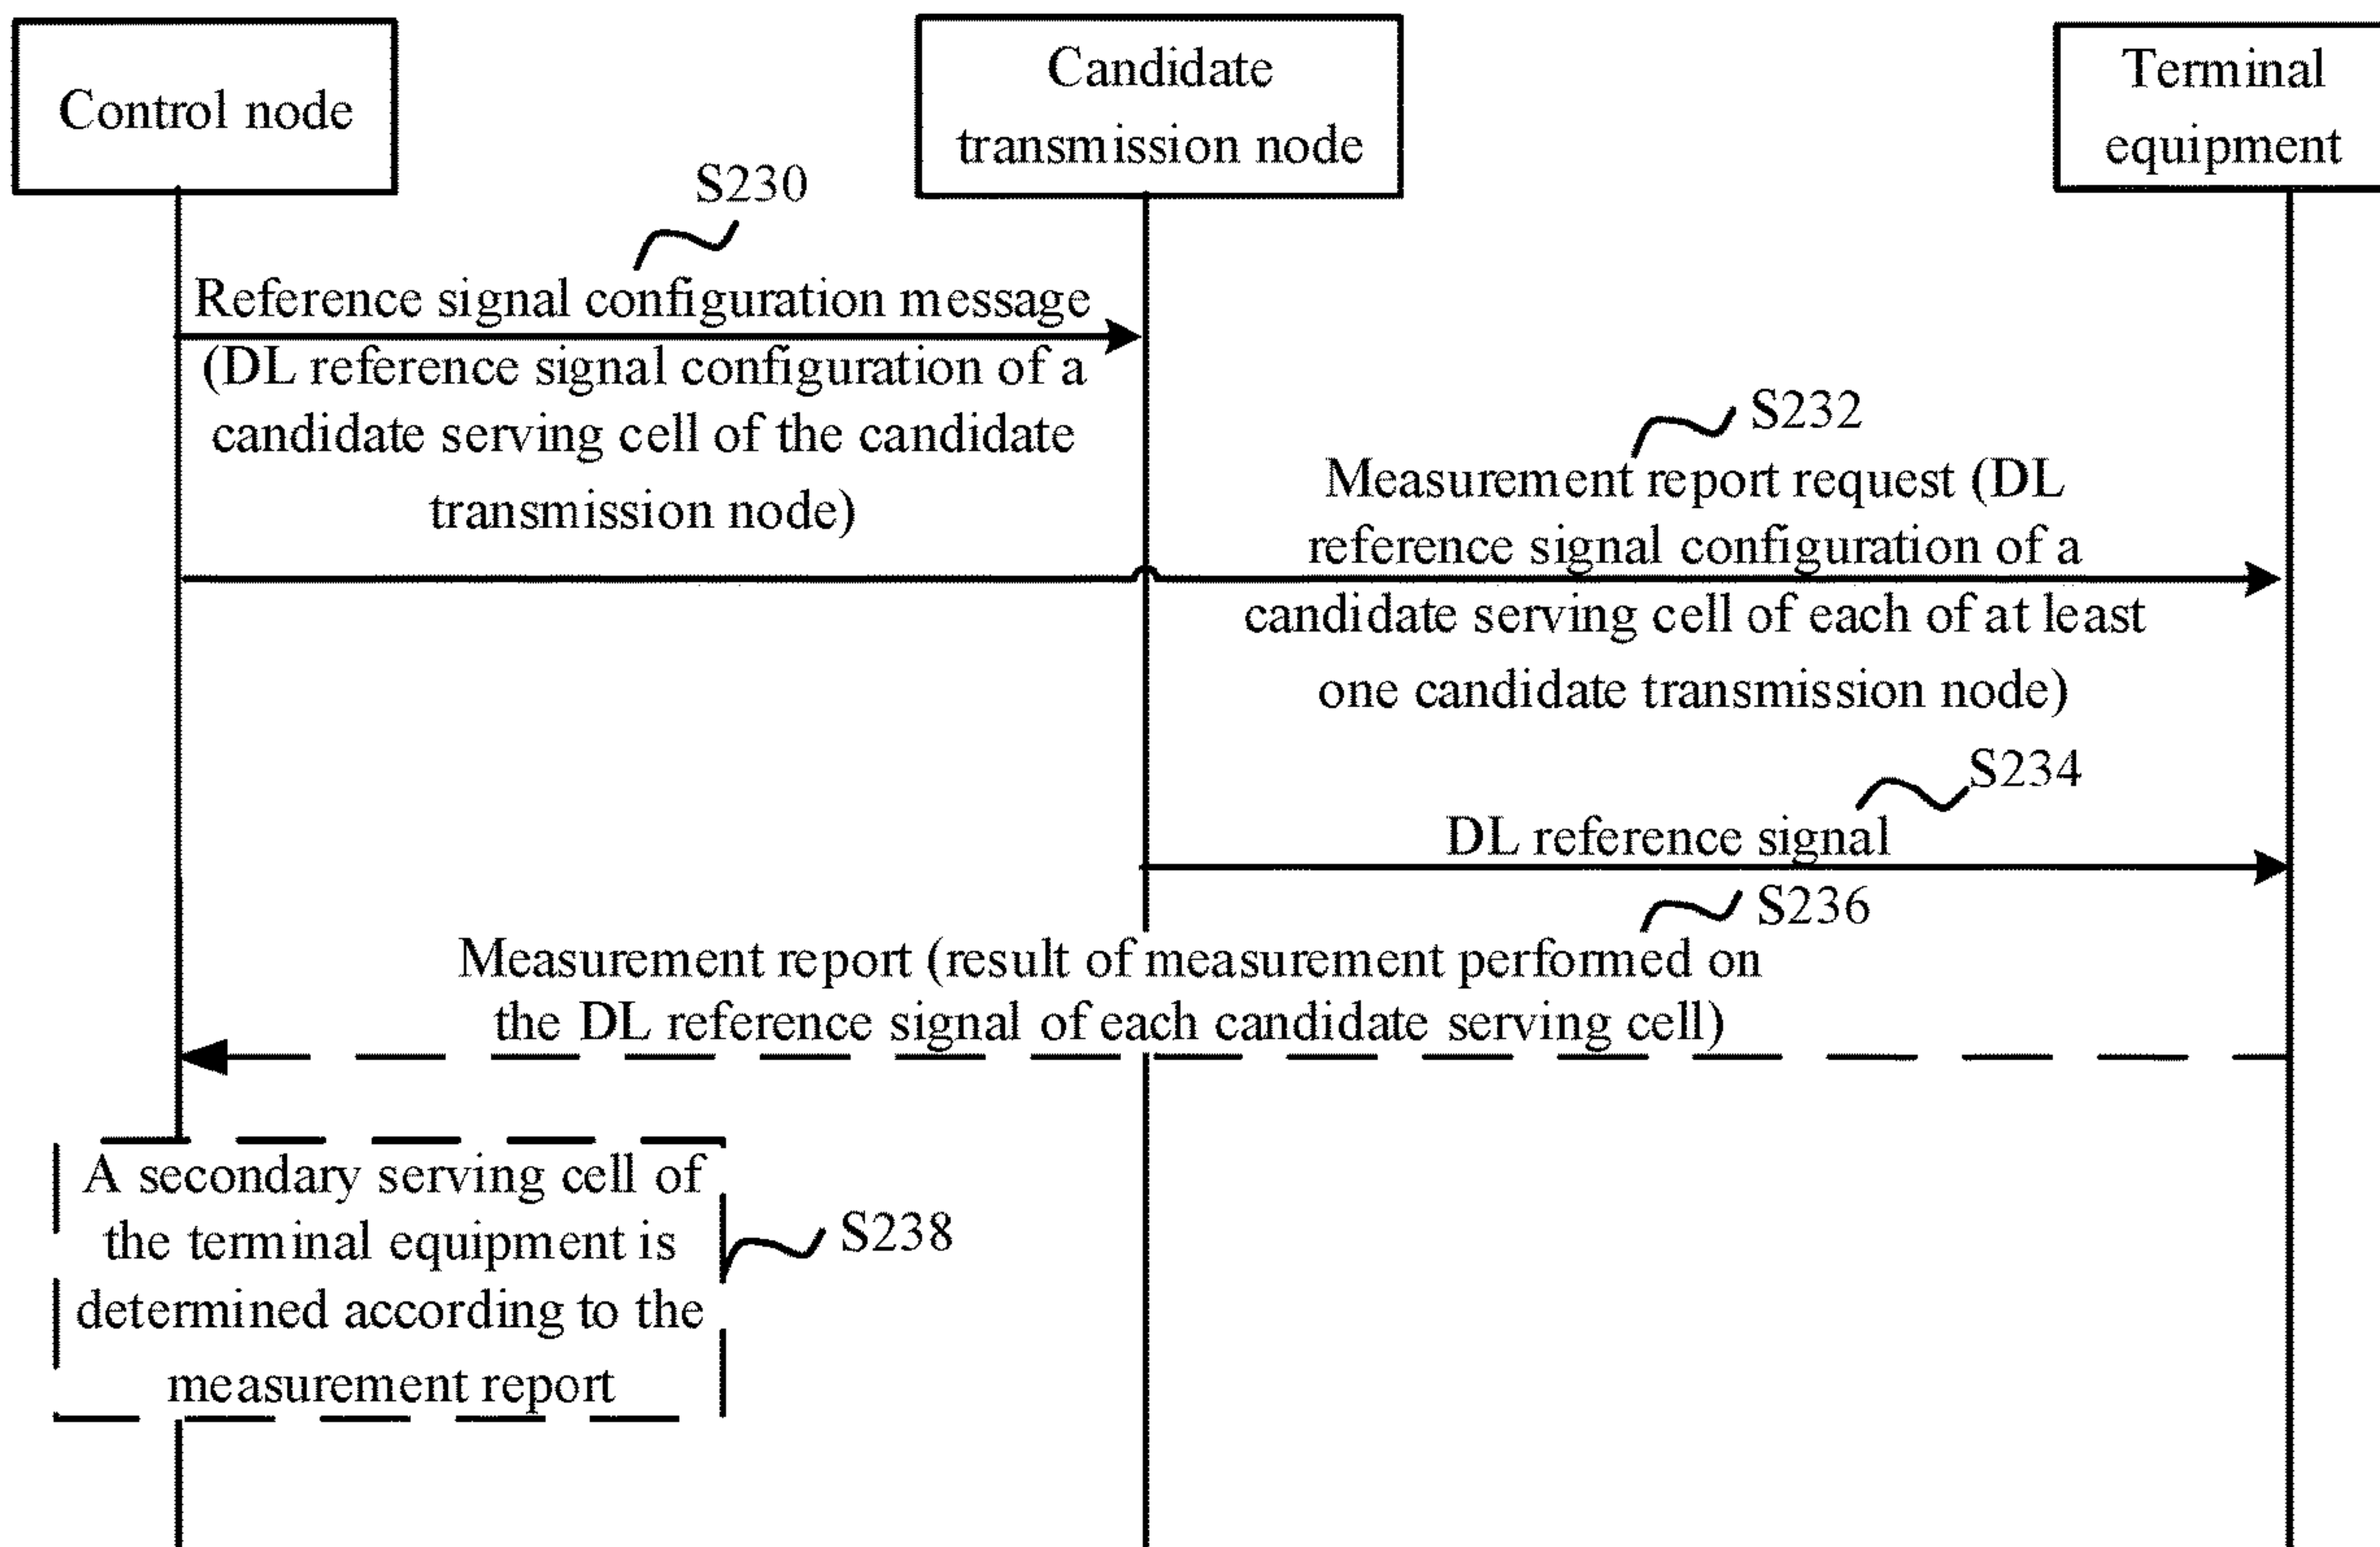 Control node
Candidate
transmission node
Terminal
equipment
S230
Reference signal configuration message
(DL reference signal configuration of a
candidate serving cell of the candidate
transmission node)
S232
Measurement report request (DL
reference signal configuration of a
candidate serving cell of each of at least
one candidate transmission node)
S234
DL reference signal
S236
Measurement report (result of measurement performed on
the DL reference signal of each candidate serving cell)
A secondary serving cell of
the terminal equipment is
determined according to the
measurement report
S238